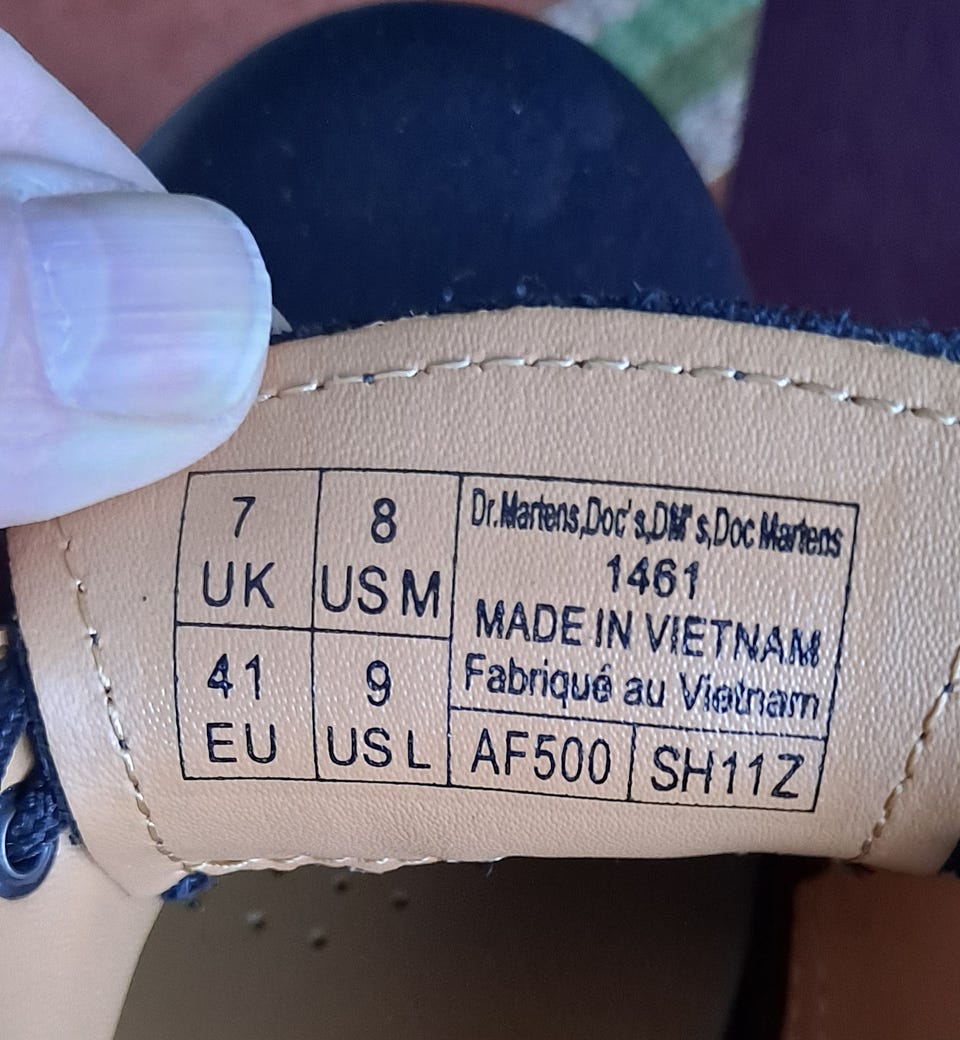 7
UK
8
US M
41
EU
9
US L
Dr.Martens,Doc's,DM's,Doc Martens
1461
MADE IN VIETNAM
Fabriqué au Vietnam
AF500
SH11Z